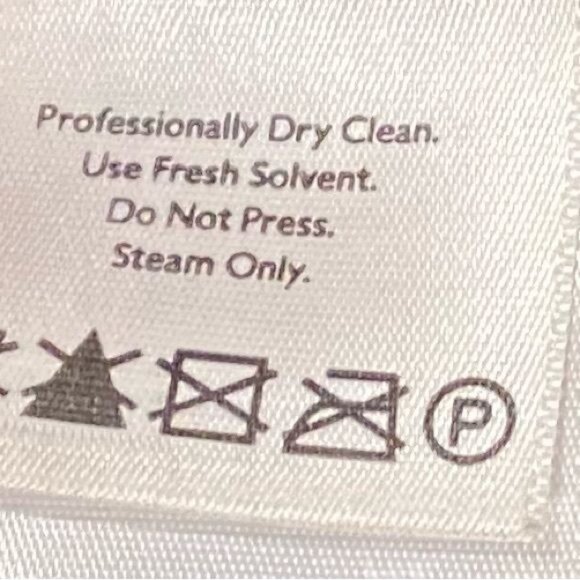 Professionally Dry Clean.
Use Fresh Solvent.
Do Not Press.
Steam Only.
P